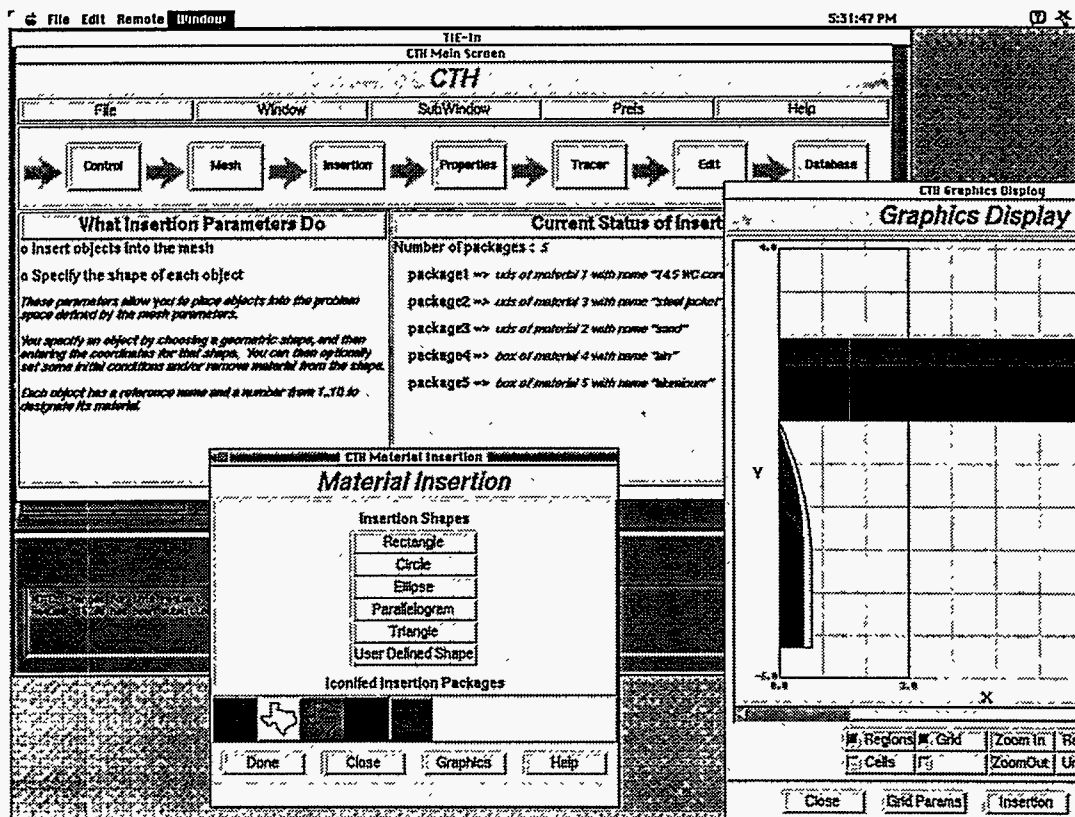 File Edit Remote Window 5:31:47 PM
TIE-In
CTH Main Screen
CTH
File Window SubWindow Prefs Help
Control Mesh Insertion Properties Tracer Edit Database
What Insertion Parameters Do
o Insert objects into the mesh
o Specify the shape of each object
These parameters allow you to place objects into the problem
space defined by the mesh parameters.
You specify an object by choosing a geometric shape, and then
entering the coordinates for that shape. You can then optionally
set some initial conditions and/or remove material from the shape.
Each object has a reference name and a number from 1..10 to
designate its material.
Current Status of Insert
Number of packages : 5
package1 => uds of material 1 with name "14.5 WC core
package2 => uds of material 3 with name "steel jacket"
package3 => uds of material 2 with name "sand"
package4 => box of material 4 with name "air"
package5 => box of material 5 with name "aluminum"
CTH Material Insertion
Material Insertion
Insertion Shapes
Rectangle
Circle
Ellipse
Parallelogram
Triangle
User Defined Shape
Iconified Insertion Packages
Done Close Graphics Help
CTH Graphics Display
Graphics Display
Y
0.0
X
Regions Grid Zoom In
Cells ZoomOut
Close Grid Params Insertion